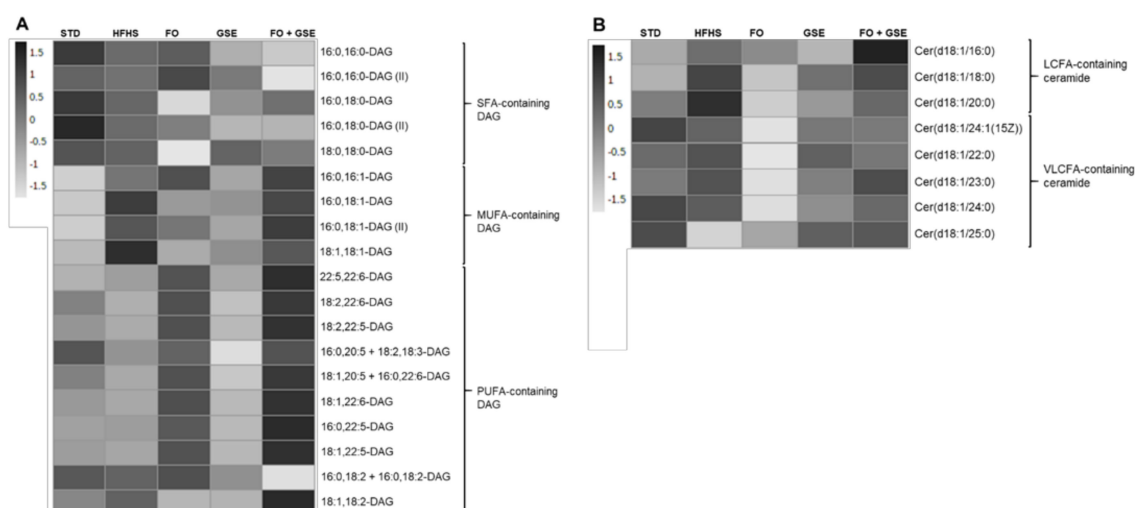 A
STD HFHS FO GSE FO + GSE
1.5
1
0.5
0
-0.5
-1
-1.5
16:0,16:0-DAG
16:0,16:0-DAG (II)
16:0,18:0-DAG
16:0,18:0-DAG (II)
18:0,18:0-DAG
16:0,16:1-DAG
16:0,18:1-DAG
16:0,18:1-DAG (II)
18:1,18:1-DAG
22:5,22:6-DAG
18:2,22:6-DAG
18:2,22:5-DAG
16:0,20:5 + 18:2,18:3-DAG
18:1,20:5 + 16:0,22:6-DAG
18:1,22:6-DAG
16:0,22:5-DAG
18:1,22:5-DAG
16:0,18:2 + 16:0,18:2-DAG
18:1,18:2-DAG
SFA-containing
DAG
MUFA-containing
DAG
PUFA-containing
DAG
B
STD HFHS FO GSE FO + GSE
1.5
1
0.5
0
-0.5
-1
-1.5
Cer(d18:1/16:0)
Cer(d18:1/18:0)
Cer(d18:1/20:0)
Cer(d18:1/24:1(15Z))
Cer(d18:1/22:0)
Cer(d18:1/23:0)
Cer(d18:1/24:0)
Cer(d18:1/25:0)
LCFA-containing
ceramide
VLCFA-containing
ceramide